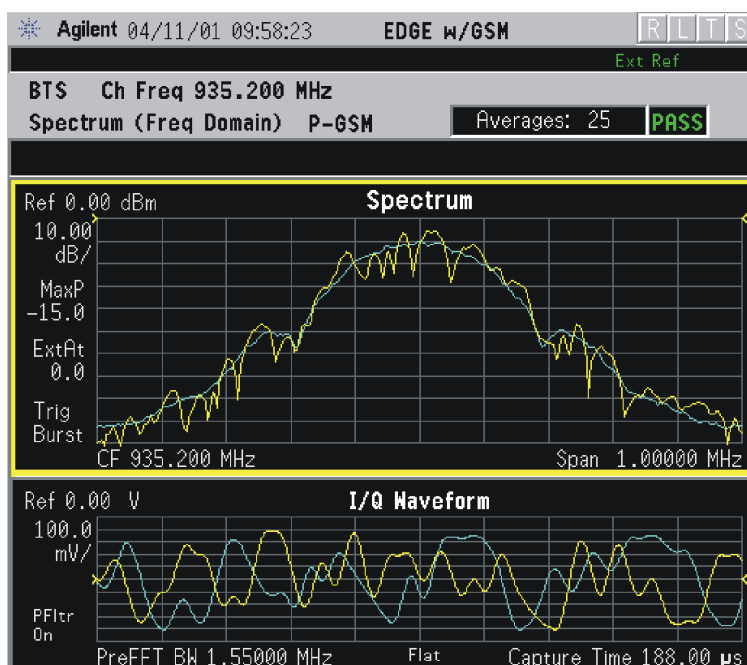 Agilent 04/11/01 09:58:23 EDGE w/GSM R L T S
Ext Ref
BTS Ch Freq 935.200 MHz
Spectrum (Freq Domain) P-GSM Averages: 25 PASS
Ref 0.00 dBm Spectrum
10.00
dB/
MaxP
-15.0
ExtAt
0.0
Trig
Burst
CF 935.200 MHz Span 1.00000 MHz
Ref 0.00 V I/Q Waveform
100.0
mV/
PFltr
On
PreFFT BW 1.55000 MHz Flat Capture Time 188.00 µs